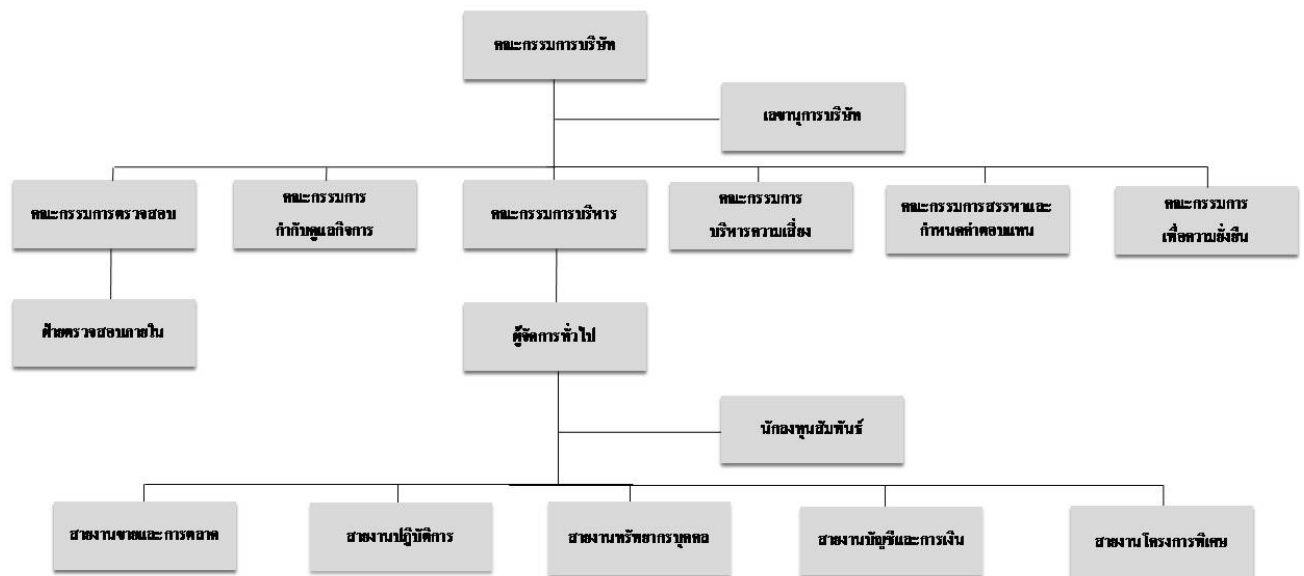 คณะกรรมการบริษัท
เลขานุการบริษัท
คณะกรรมการตรวจสอบ
คณะกรรมการ
กำกับดูแลกิจการ
คณะกรรมการบริหาร
คณะกรรมการ
บริหารความเสี่ยง
คณะกรรมการสรรหาและ
กำหนดค่าตอบแทน
คณะกรรมการ
เพื่อความยั่งยืน
ฝ่ายตรวจสอบภายใน
ผู้จัดการทั่วไป
นักลงทุนสัมพันธ์
สายงานขายและการตลาด
สายงานปฏิบัติการ
สายงานทรัพยากรบุคคล
สายงานบัญชีและการเงิน
สายงานโครงการพิเศษ